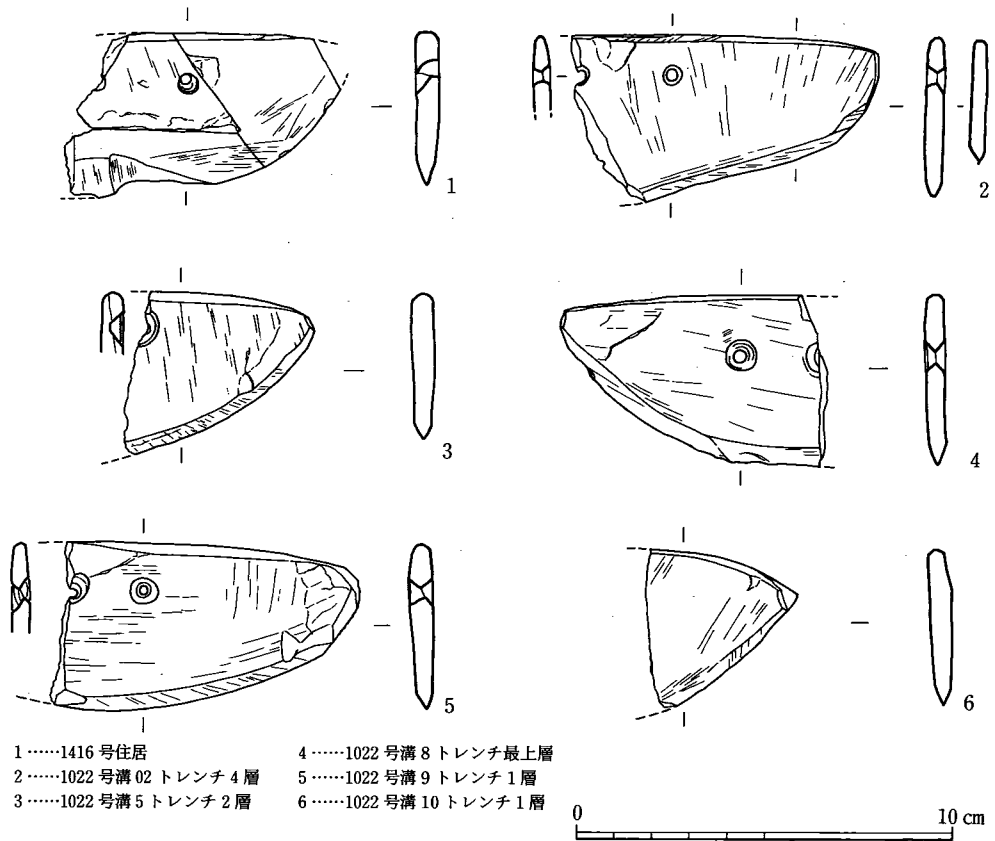 1
2
3
4
5
6
1……1416 号住居
2……1022 号溝 02 トレンチ 4 層
3……1022 号溝 5 トレンチ 2 層
4……1022 号溝 8 トレンチ最上層
5……1022 号溝 9 トレンチ 1 層
6……1022 号溝 10 トレンチ 1 層
0 10 cm